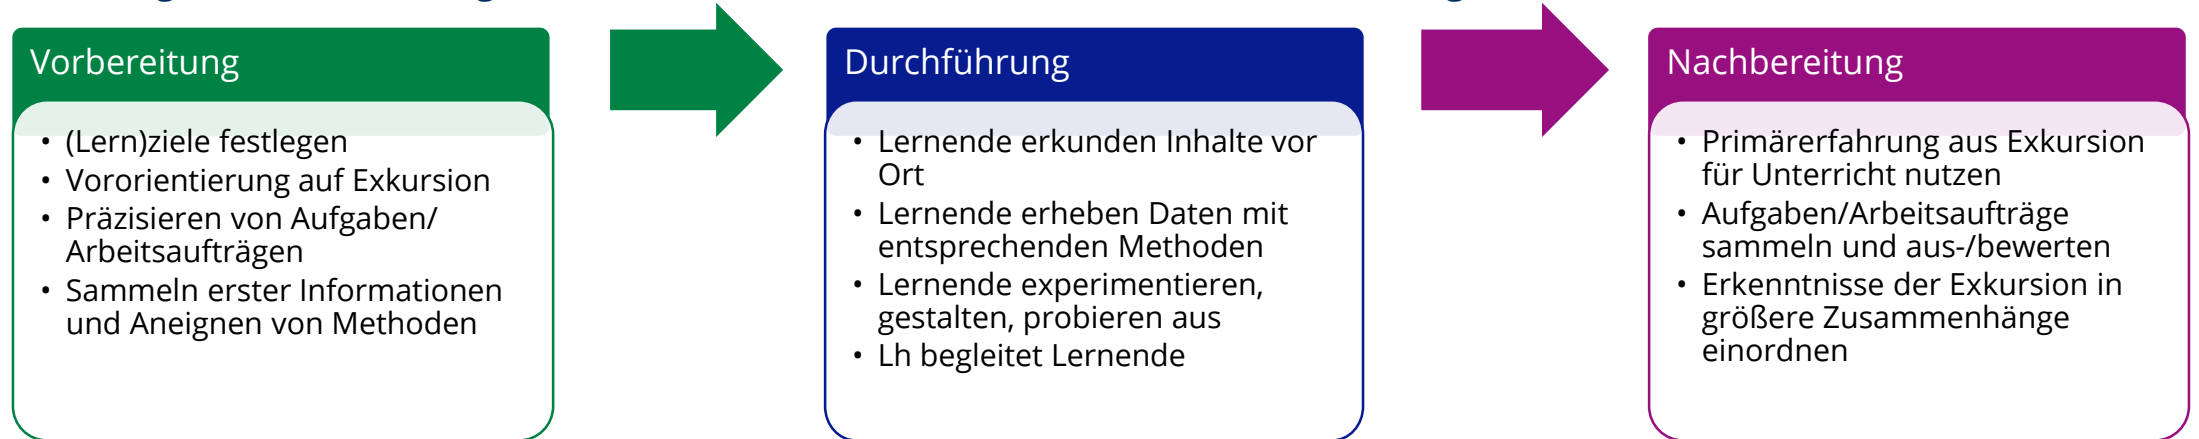 Vorbereitung
• (Lern)ziele festlegen
• Vororientierung auf Exkursion
• Präzisieren von Aufgaben/
Arbeitsaufträgen
• Sammeln erster Informationen
und Aneignen von Methoden
Durchführung
• Lernende erkunden Inhalte vor
Ort
• Lernende erheben Daten mit
entsprechenden Methoden
• Lernende experimentieren,
gestalten, probieren aus
• Lh begleitet Lernende
Nachbereitung
• Primärerfahrung aus Exkursion
für Unterricht nutzen
• Aufgaben/Arbeitsaufträge
sammeln und aus-/bewerten
• Erkenntnisse der Exkursion in
größere Zusammenhänge
einordnen